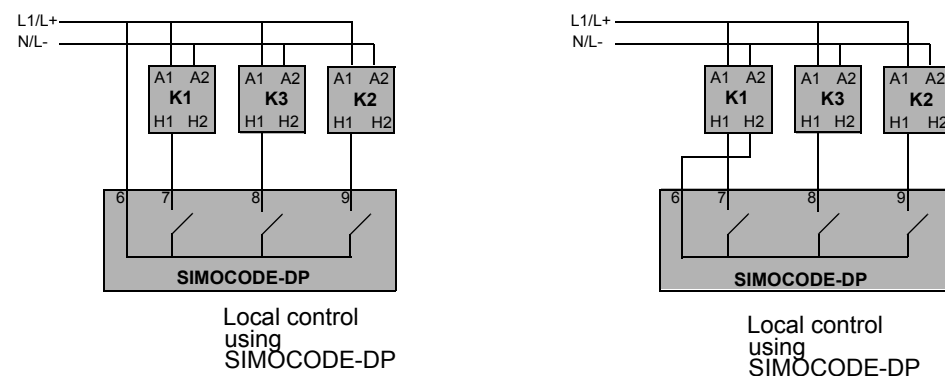 L1/L+
N/L-
A1 A2 A1 A2 A1 A2
K1 K3 K2
H1 H2 H1 H2 H1 H2
6 7 8 9
SIMOCODE-DP
Local control
using
SIMOCODE-DP
L1/L+
N/L-
A1 A2 A1 A2 A1 A2
K1 K3 K2
H1 H2 H1 H2 H1 H2
6 7 8 9
SIMOCODE-DP
Local control
using
SIMOCODE-DP